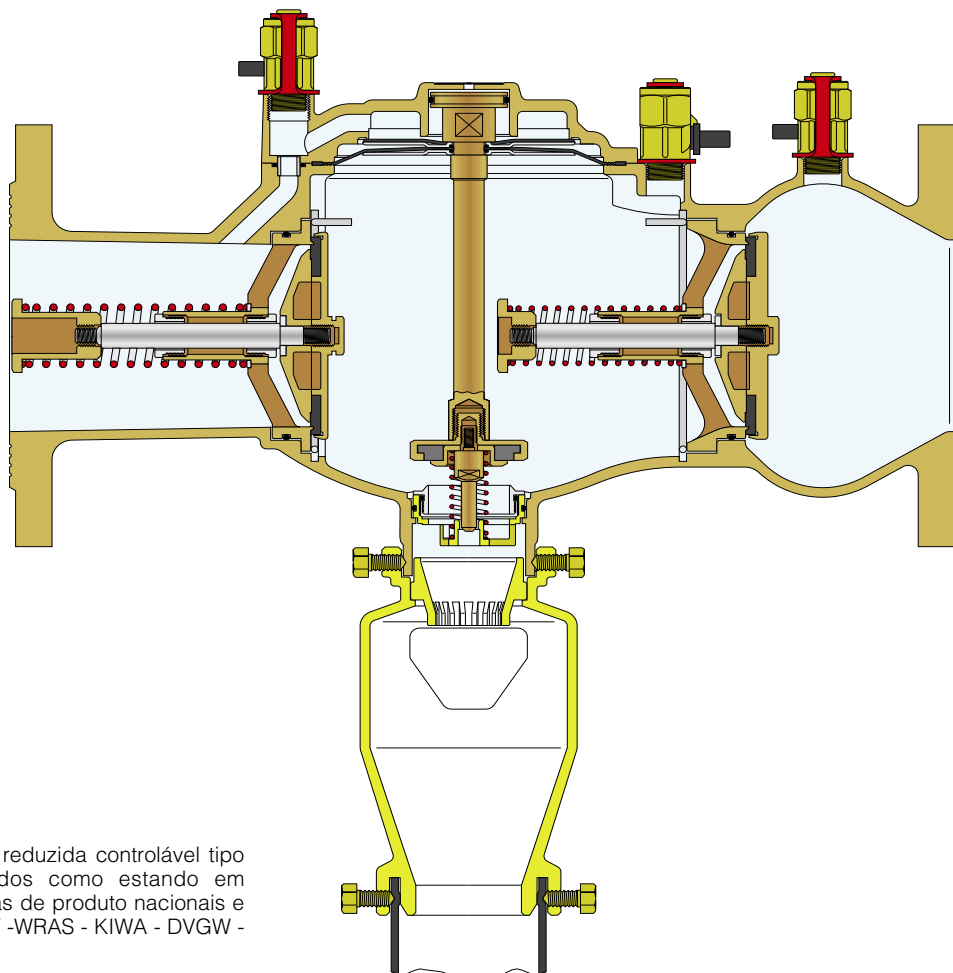 reduzida controlável tipo
dos como estando em
as de produto nacionais e
-WRAS - KIWA - DVGW -